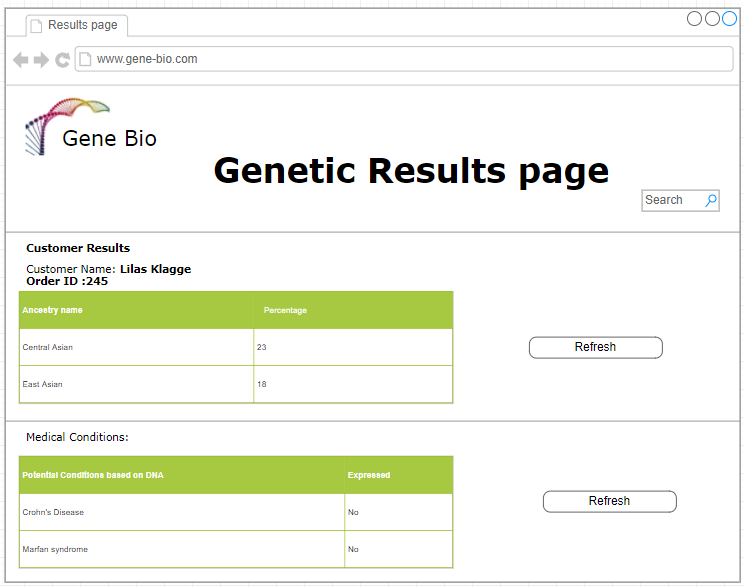 Results page
www.gene-bio.com
Gene Bio
Genetic Results page
Search
Customer Results
Customer Name: Lilas Klagge
Order ID :245
Ancestry name Percentage
Central Asian 23
East Asian 18
Refresh
Medical Conditions:
Potential Conditions based on DNA Expressed
Crohn's Disease No
Marfan syndrome No
Refresh